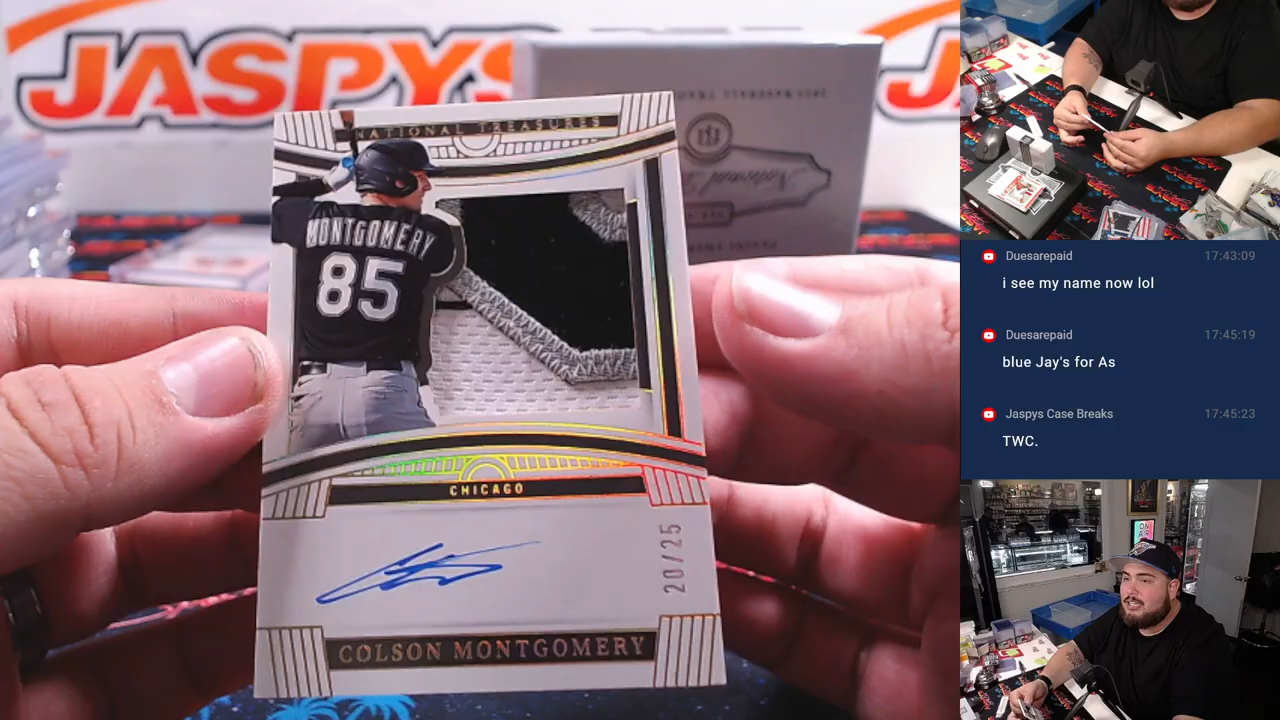 JASPYS
NATIONAL TREASURES
MONTGOMERY
85
CHICAGO
20/25
COLSON MONTGOMERY
Duesarepaid 17:43:09
i see my name now lol
Duesarepaid 17:45:19
blue Jay's for As
Jaspys Case Breaks 17:45:23
TWC.